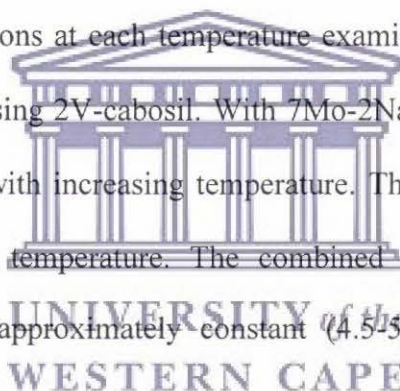 ons at each temperature exami
sing 2V-cabosil. With 7Mo-2Na
with increasing temperature. Th
temperature. The combined
UNIVERSITY of the
approximately constant (4.5-5
WESTERN CAPE